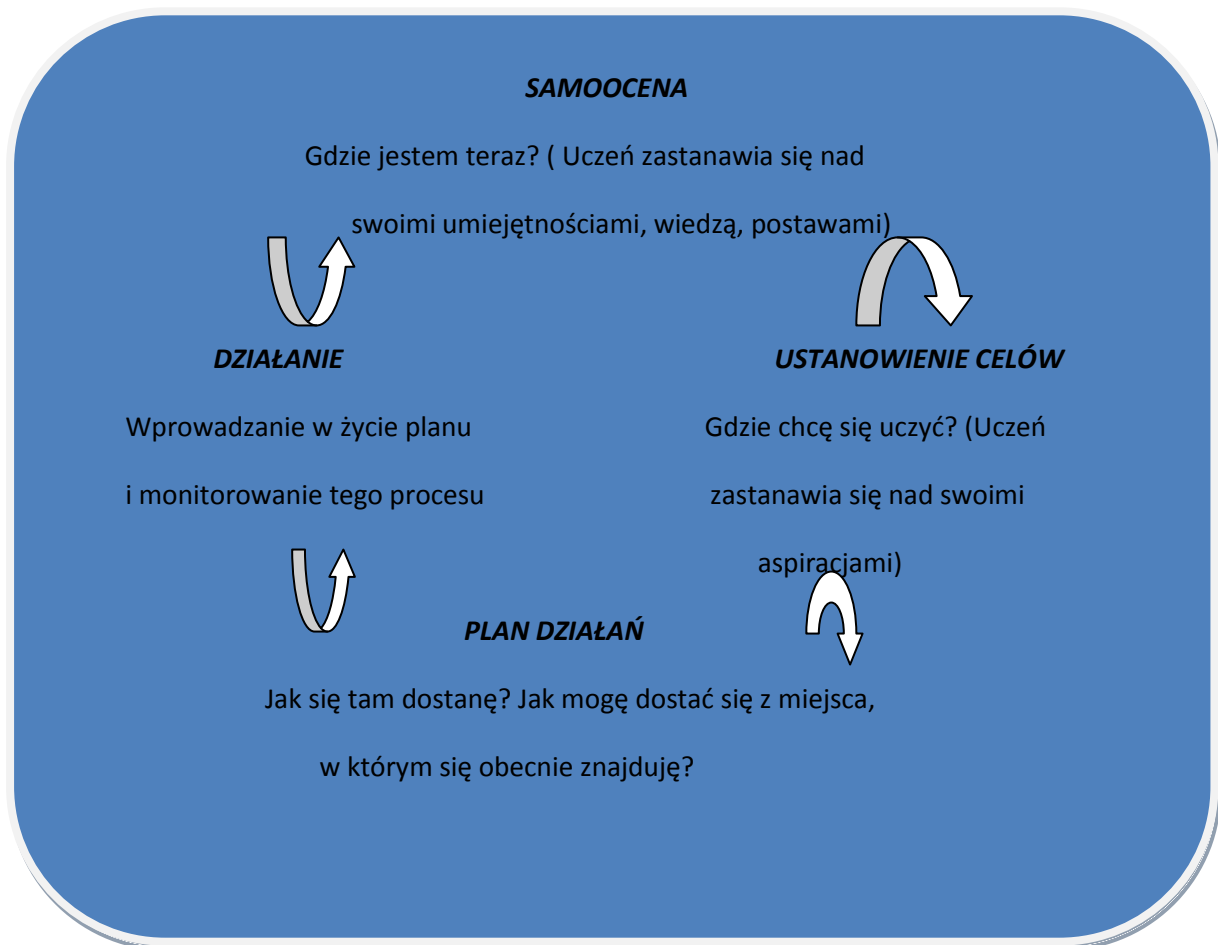 SAMOOCENA
Gdzie jestem teraz? ( Uczeń zastanawia się nad
swoimi umiejętnościami, wiedzą, postawami)
DZIAŁANIE
Wprowadzanie w życie planu
i monitorowanie tego procesu
USTANOWIENIE CELÓW
Gdzie chcę się uczyć? (Uczeń
zastanawia się nad swoimi
aspiracjami)
PLAN DZIAŁAŃ
Jak się tam dostanę? Jak mogę dostać się z miejsca,
w którym się obecnie znajduję?